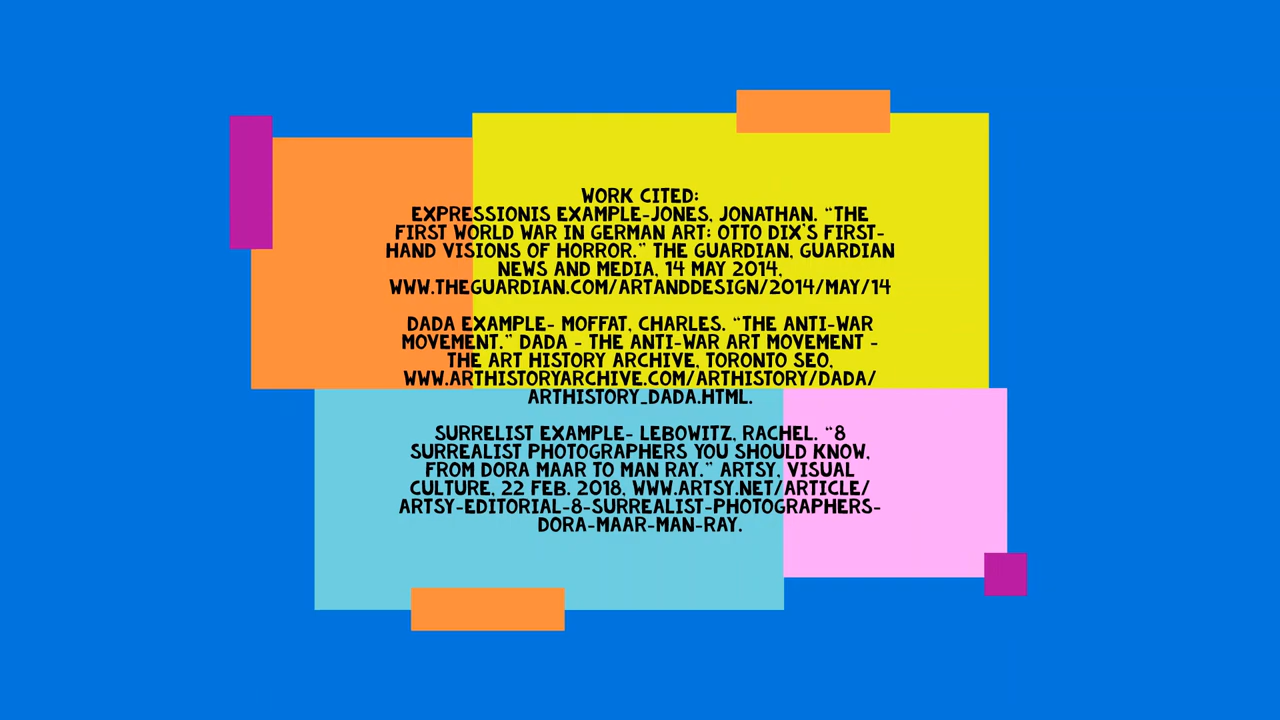 WORK CITED:
EXPRESSIONIS EXAMPLE-JONES, JONATHAN. “THE
FIRST WORLD WAR IN GERMAN ART: OTTO DIX'S FIRST-
HAND VISIONS OF HORROR.” THE GUARDIAN, GUARDIAN
NEWS AND MEDIA, 14 MAY 2014,
WWW.THEGUARDIAN.COM/ARTANDDESIGN/2014/MAY/14
DADA EXAMPLE- MOFFAT, CHARLES. “THE ANTI-WAR
MOVEMENT.” DADA - THE ANTI-WAR ART MOVEMENT -
THE ART HISTORY ARCHIVE, TORONTO SEO,
WWW.ARTHISTORYARCHIVE.COM/ARTHISTORY/DADA/
ARTHISTORY_DADA.HTML.
SURRELIST EXAMPLE- LEBOWITZ, RACHEL. “8
SURREALIST PHOTOGRAPHERS YOU SHOULD KNOW,
FROM DORA MAAR TO MAN RAY.” ARTSY, VISUAL
CULTURE, 22 FEB. 2018, WWW.ARTSY.NET/ARTICLE/
ARTSY-EDITORIAL-8-SURREALIST-PHOTOGRAPHERS-
DORA-MAAR-MAN-RAY.